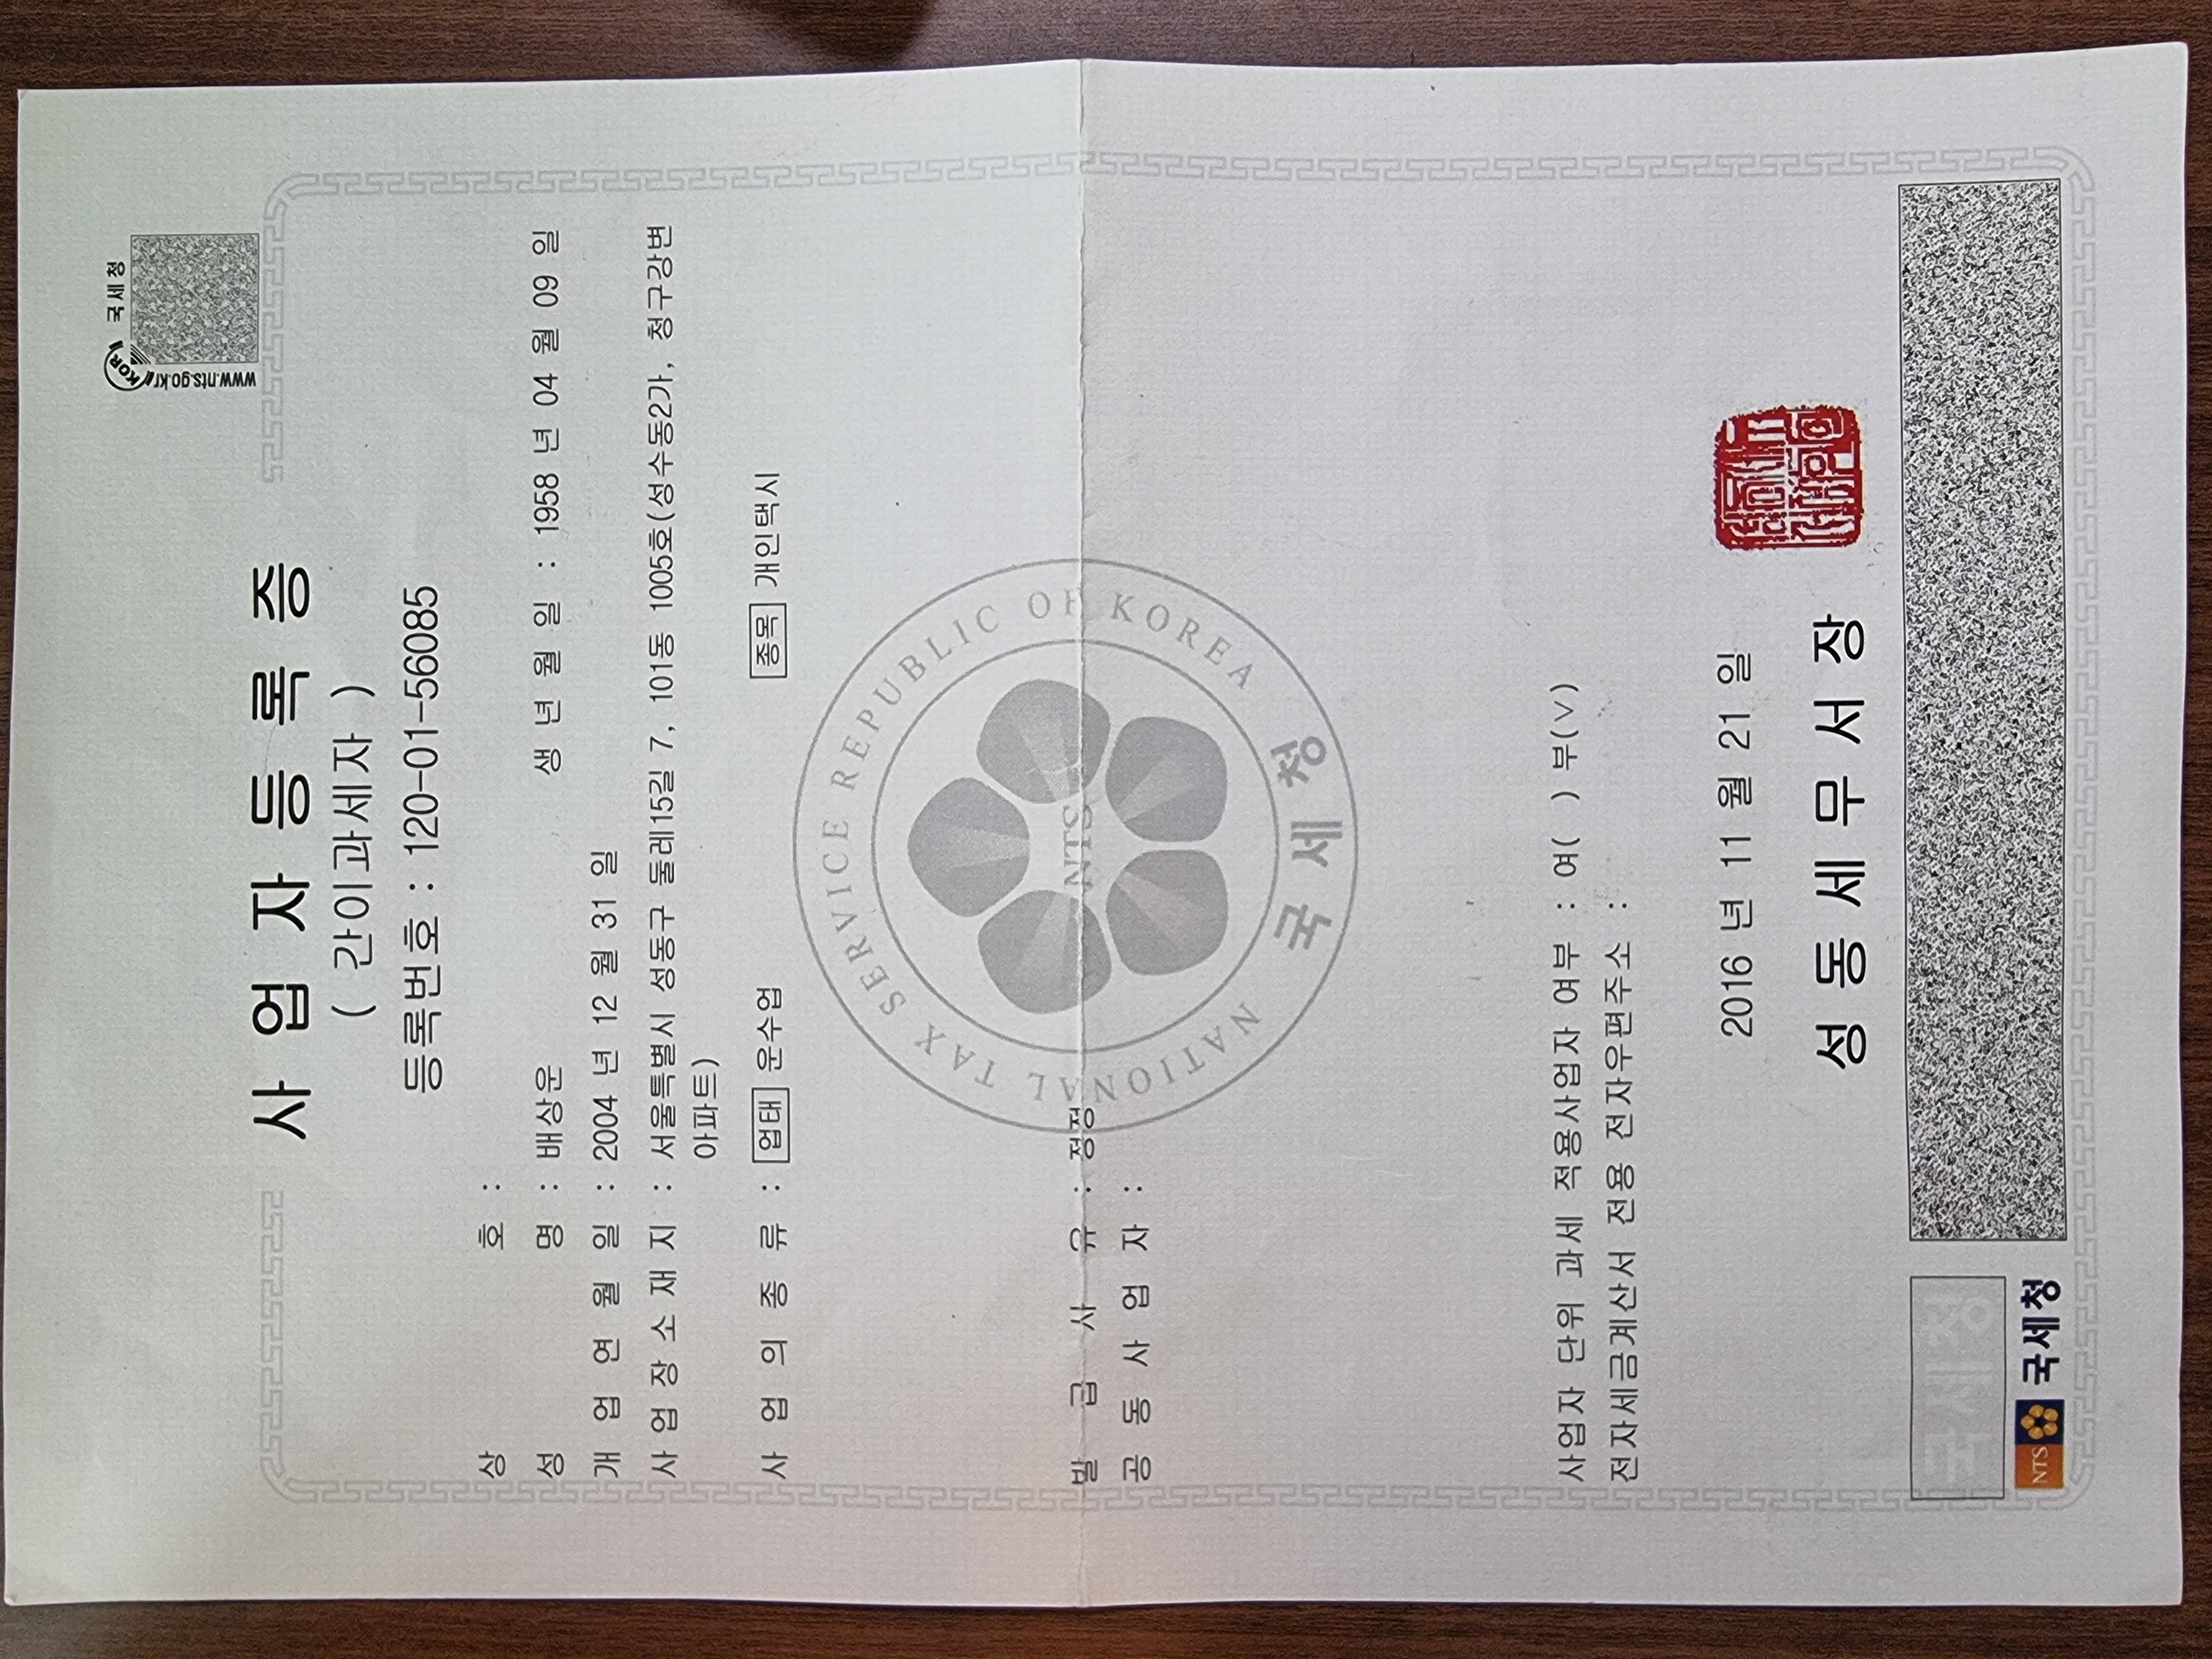 국세청
KOR
www.nts.go.kr
사업자등록증
( 간이과세자 )
등록번호 : 120-01-56085
상 호 :
성 명 : 배상운 생년월일 : 1958 년 04 월 09 일
개업연월일 : 2004 년 12 월 31 일
사업장소재지 : 서울특별시 성동구 둘레15길 7, 101동 1005호(성수동2가, 청구강변
아파트)
사업의종류 : 업태 운수업 종목 개인택시
NATIONAL TAX SERVICE REPUBLIC OF KOREA
NTS
국세청
발급사유 : 정정
공동사업자 :
사업자 단위 과세 적용사업자 여부 : 여( ) 부(∨)
전자세금계산서 전용 전자우편주소 :
2016 년 11 월 21 일
성동세무서장
국세청
NTS 국세청